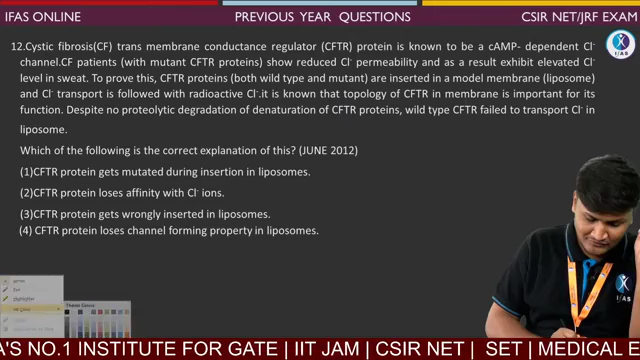 IFAS ONLINE
PREVIOUS YEAR QUESTIONS
CSIR NET/JRF EXAM
12.Cystic fibrosis(CF) trans membrane conductance regulator (CFTR) protein is known to be a cAMP- dependent Cl-
channel.CF patients (with mutant CFTR proteins) show reduced Cl- permeability and as a result exhibit elevated Cl-
level in sweat. To prove this, CFTR proteins (both wild type and mutant) are inserted in a model membrane (liposome)
and Cl- transport is followed with radioactive Cl-.it is known that topology of CFTR in membrane is important for its
function. Despite no proteolytic degradation of denaturation of CFTR proteins, wild type CFTR failed to transport Cl- in
liposome.
Which of the following is the correct explanation of this? (JUNE 2012)
(1)CFTR protein gets mutated during insertion in liposomes.
(2)CFTR protein loses affinity with Cl- ions.
(3)CFTR protein gets wrongly inserted in liposomes.
(4) CFTR protein loses channel forming property in liposomes.
IFAS
IFAS
A'S NO.1 INSTITUTE FOR GATE | IIT JAM | CSIR NET | SET | MEDICAL E